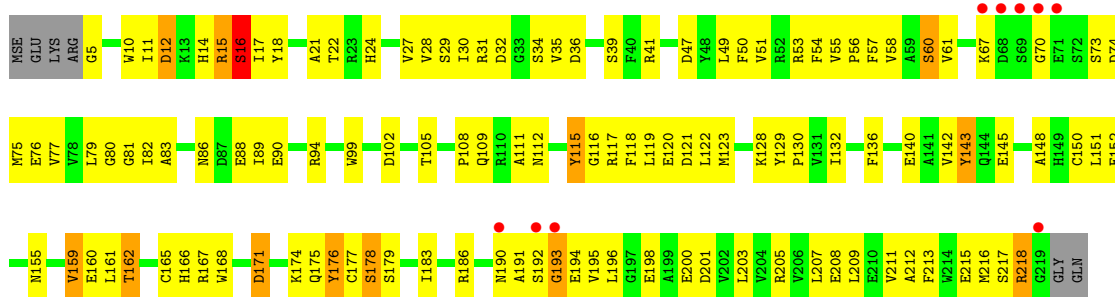 MSE GLU LYS ARG G5 W10 I11 D12 K13 H14 R15 S16 I17 Y18 A21 T22 R23 H24 V27 V28 S29 I30 R31 D32 G33 S34 V35 D36 S39 F40 R41 D47 Y48 L49 F50 V51 R52 R53 F54 V55 P56 F57 V58 A59 S60 V61 K67 D68 S69 G70 E71 S72 S73
M75 E76 V77 V78 L79 G80 G81 I82 A83 N86 D87 E88 I89 E90 R94 W99 D102 T105 P108 Q109 R110 A111 N112 Y115 G116 R117 F118 L119 E120 D121 L122 M123 K128 Y129 P130 V131 I132 F136 E140 A141 V142 Y143 Q144 E145 A148 H149 C150 L151
N155 V159 E160 L161 T162 C165 H166 R167 W168 D171 K174 Q175 Y176 C177 S178 S179 I183 R186 N190 A191 S192 G193 E194 V195 L196 G197 E198 A199 E200 D201 V202 L203 V204 R205 V266 L207 E208 L209 E210 V211 A212 F213 W214 E215 M216 S217 R218 G219 GLY GLN